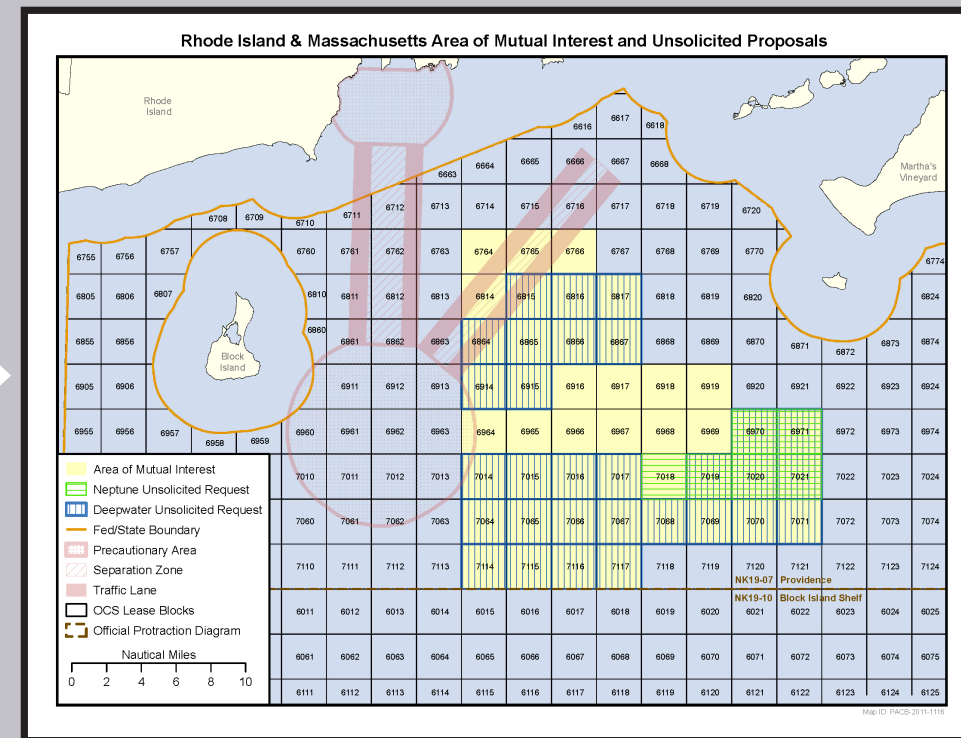 Rhode Island & Massachusetts Area of Mutual Interest and Unsolicited Proposals
Rhode
Island
Martha's
Vineyard
6616 6617 6618
6663 6664 6665 6666 6667 6668
6708 6709 6710 6711 6712 6713 6714 6715 6716 6717 6718 6719 6720
6755 6756 6757 6760 6761 6762 6763 6764 6765 6766 6767 6768 6769 6770 6774
6805 6806 6807 6810 6811 6812 6813 6814 6815 6816 6817 6818 6819 6820 6824
6855 6856 6860 6861 6862 6863 6864 6865 6866 6867 6868 6869 6870 6871 6872 6873 6874
Block
Island
6905 6906 6911 6912 6913 6914 6915 6916 6917 6918 6919 6920 6921 6922 6923 6924
6955 6956 6957 6958 6959 6960 6961 6962 6963 6964 6965 6966 6967 6968 6969 6970 6971 6972 6973 6974
7010 7011 7012 7013 7014 7015 7016 7017 7018 7019 7020 7021 7022 7023 7024
7060 7061 7062 7063 7064 7065 7066 7067 7068 7069 7070 7071 7072 7073 7074
7110 7111 7112 7113 7114 7115 7116 7117 7118 7119 7120 7121 7122 7123 7124
NK19-07 Providence
NK19-10 Block Island Shelf
6011 6012 6013 6014 6015 6016 6017 6018 6019 6020 6021 6022 6023 6024 6025
6061 6062 6063 6064 6065 6066 6067 6068 6069 6070 6071 6072 6073 6074 6075
6111 6112 6113 6114 6115 6116 6117 6118 6119 6120 6121 6122 6123 6124 6125
Area of Mutual Interest
Neptune Unsolicited Request
Deepwater Unsolicited Request
Fed/State Boundary
Precautionary Area
Separation Zone
Traffic Lane
OCS Lease Blocks
Official Protraction Diagram
Nautical Miles
0 2 4 6 8 10
Map ID: PACB-2011-1116